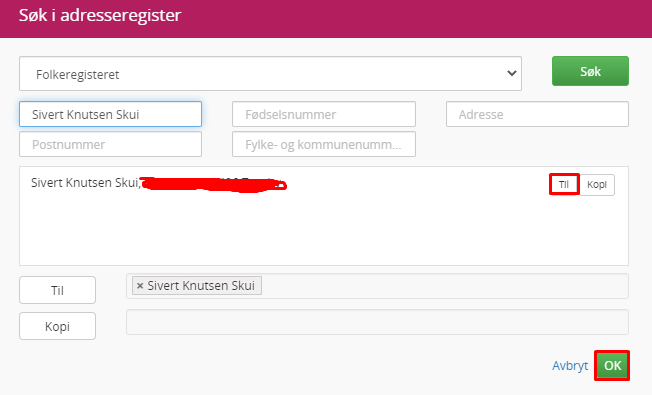 Søk i adresseregister
Folkeregisteret
Søk
Sivert Knutsen Skui
Fødselsnummer
Adresse
Postnummer
Fylke- og kommunenumm...
Sivert Knutsen Skui,
Til
Kopi
Til
× Sivert Knutsen Skui
Kopi
Avbryt
OK